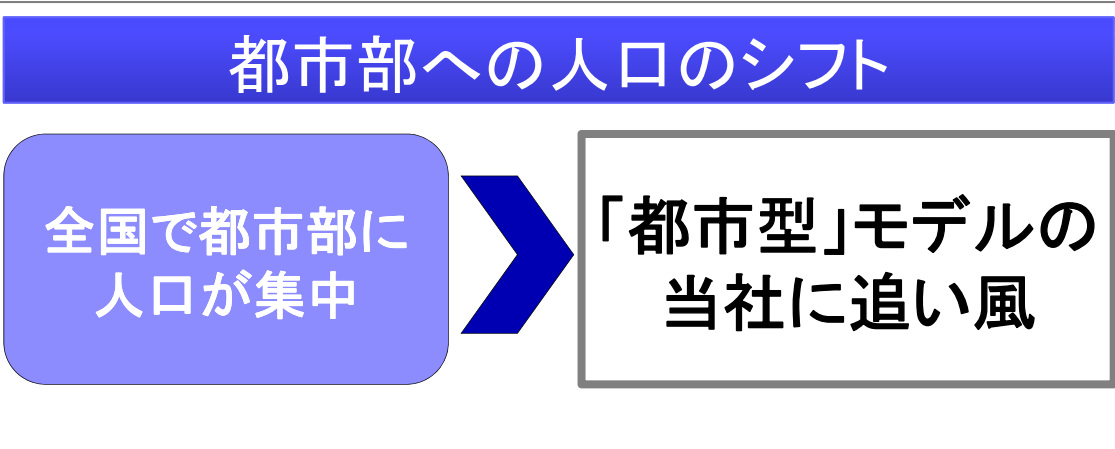 都市部への人口のシフト
全国で都市部に
人口が集中
「都市型」モデルの
当社に追い風